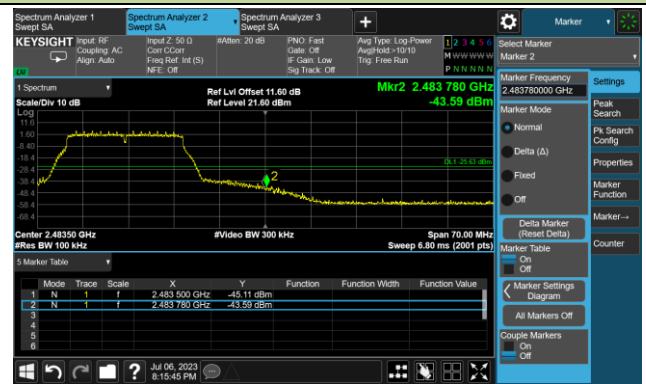 Spectrum Analyzer 1
Swept SA
Spectrum Analyzer 2
Swept SA
Spectrum Analyzer 3
Swept SA
Marker
KEYSIGHT
Input: RF
Coupling: AC
Align: Auto
Input Z: 50 Ω
Corr CCorr
Freq Ref: Int (S)
NFE: Off
#Atten: 20 dB
PNO: Fast
Gate: Off
IF Gain: Low
Sig Track: Off
Avg Type: Log-Power
Avg|Hold:>10/10
Trig: Free Run
1 2 3 4 5 6
M W W W W W
P N N N N N
Select Marker
Marker 2
1 Spectrum
Scale/Div 10 dB
Log
Ref Lvl Offset 11.60 dB
Ref Level 21.60 dBm
Mkr2 2.483 780 GHz
-43.59 dBm
11.6
1.60
-8.40
-18.4
-28.4
-38.4
-48.4
-58.4
-68.4
DL1 -25.63 dBm
2
Center 2.48350 GHz
#Res BW 100 kHz
#Video BW 300 kHz
Span 70.00 MHz
Sweep 6.80 ms (2001 pts)
5 Marker Table
Mode Trace Scale X Y Function Function Width Function Value
1 N 1 f 2.483 500 GHz -45.11 dBm
2 N 1 f 2.483 780 GHz -43.59 dBm
3
4
5
6
Marker Frequency
2.483780000 GHz
Marker Mode
Normal
Delta (Δ)
Fixed
Off
Delta Marker
(Reset Delta)
Marker Table
On
Off
Marker Settings
Diagram
All Markers Off
Couple Markers
On
Off
Settings
Peak
Search
Pk Search
Config
Properties
Marker
Function
Marker→
Counter
Jul 06, 2023
8:15:45 PM